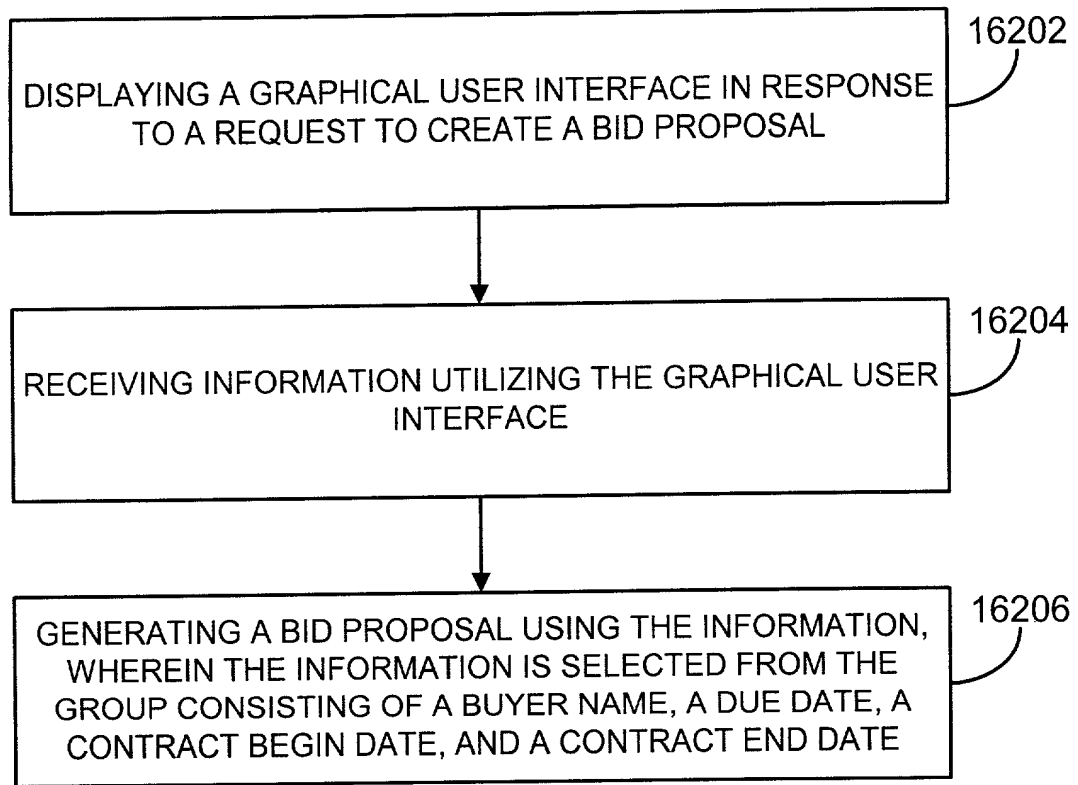 16202
DISPLAYING A GRAPHICAL USER INTERFACE IN RESPONSE
TO A REQUEST TO CREATE A BID PROPOSAL
16204
RECEIVING INFORMATION UTILIZING THE GRAPHICAL USER
INTERFACE
16206
GENERATING A BID PROPOSAL USING THE INFORMATION,
WHEREIN THE INFORMATION IS SELECTED FROM THE
GROUP CONSISTING OF A BUYER NAME, A DUE DATE, A
CONTRACT BEGIN DATE, AND A CONTRACT END DATE